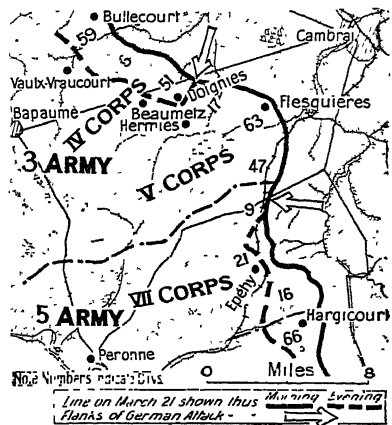 Bullecourt
59
Cambrai
6
Vaulx-Vraucourt
51
Doignies
IV CORPS
Bapaume
Beaumetz
17
Flesquieres
Hermies
63
3 ARMY
V CORPS
47
9
21
VII CORPS
16
Epéhy
5 ARMY
Hargicourt
66
Peronne
0 8
Miles
Note Numbers indicate Divs.
Line on March 21 shown thus Morning Evening
Flanks of German Attack -